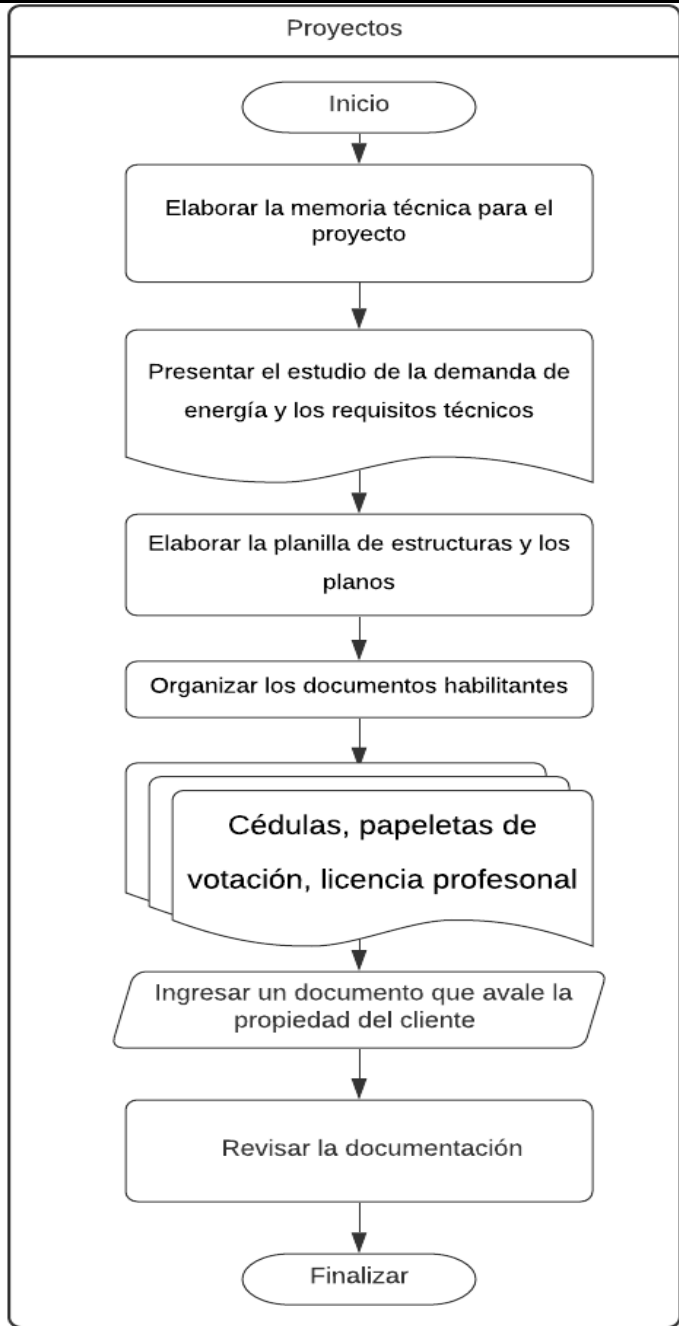 Proyectos
Inicio
Elaborar la memoria técnica para el
proyecto
Presentar el estudio de la demanda de
energía y los requisitos técnicos
Elaborar la planilla de estructuras y los
planos
Organizar los documentos habilitantes
Cédulas, papeletas de
votación, licencia profesonal
Ingresar un documento que avale la
propiedad del cliente
Revisar la documentación
Finalizar